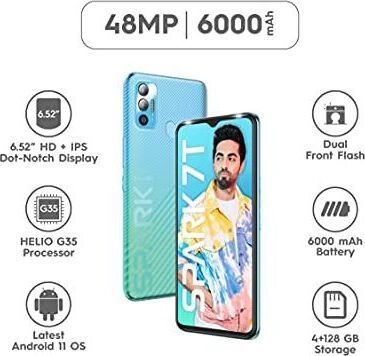 48MP | 6000 mAh
6.52"
6.52" HD + IPS
Dot-Notch Display
Dual
Front Flash
G35
HELIO G35
Processor
6000 mAh
Battery
Latest
Android 11 OS
4+128 GB
Storage
SPARK 7T
SPARK 7T